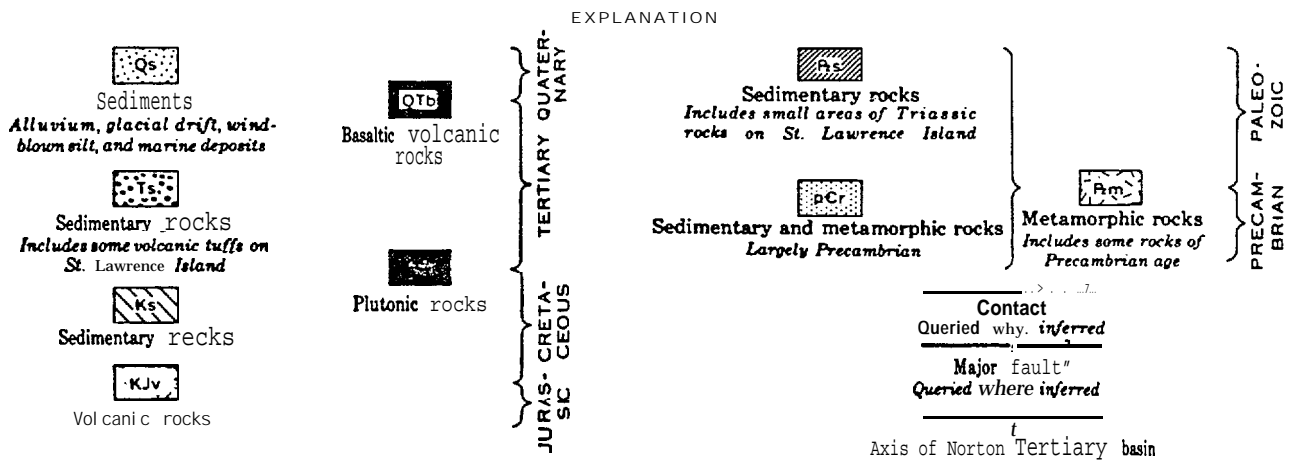 EXPLANATION
Qs
Sediments
Alluvium, glacial drift, wind-
blown silt, and marine deposits
Ts
Sedimentary rocks
Includes some volcanic tuffs on
St. Lawrence Island
Ks
Sedimentary recks
KJv
Volcanic rocks
QTb
Basaltic volcanic
rocks
Plutonic rocks
QUATER-
NARY
TERTIARY
CRETA-
CEOUS
JURAS-
SIC
Pzs
Sedimentary rocks
Includes small areas of Triassic
rocks on St. Lawrence Island
pCr
Sedimentary and metamorphic rocks
Largely Precambrian
Pzm
Metamorphic rocks
Includes some rocks of
Precambrian age
PALEO-
ZOIC
PRECAM-
BRIAN
Contact
Queried why. inferred
?
Major fault"
Queried where inferred
t
Axis of Norton Tertiary basin